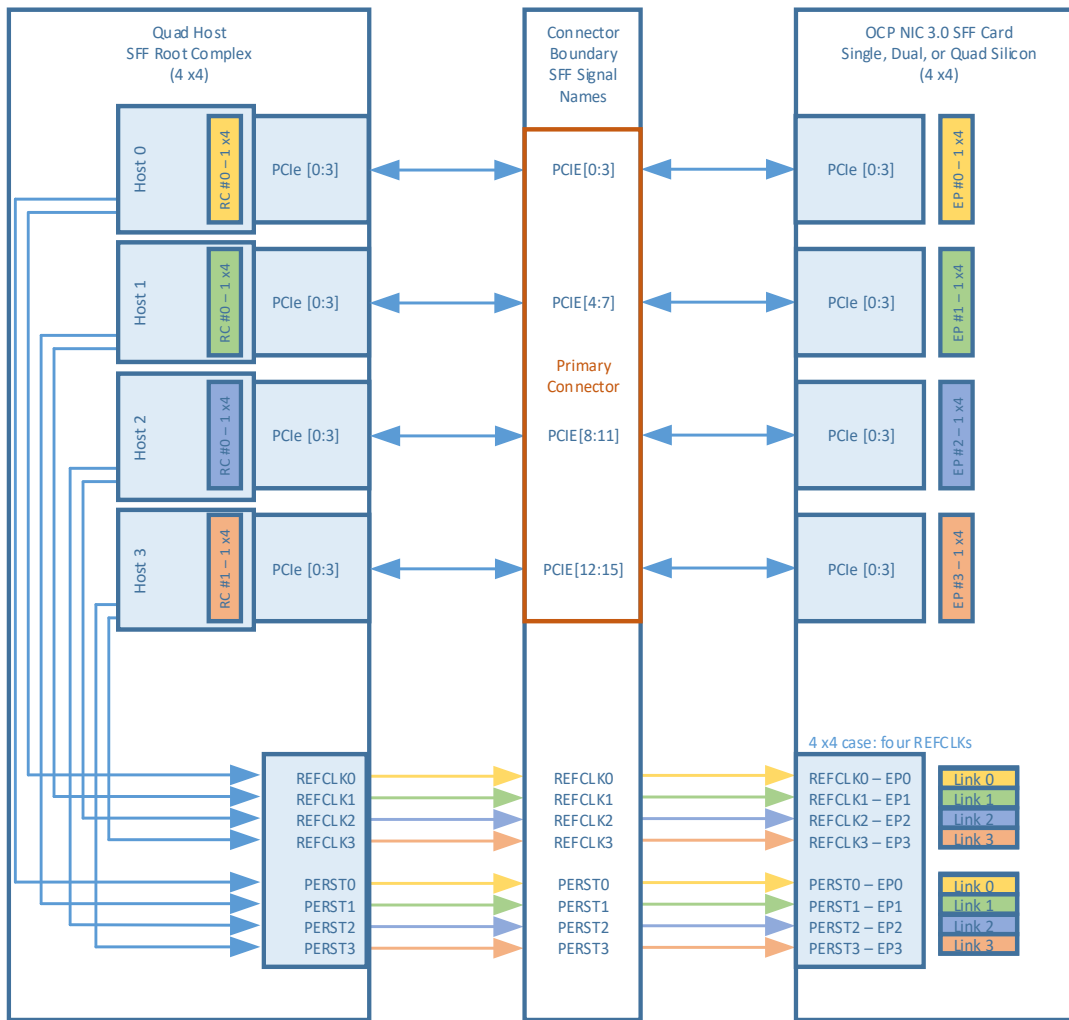 Quad Host
SFF Root Complex
(4 x4)
Connector
Boundary
SFF Signal
Names
OCP NIC 3.0 SFF Card
Single, Dual, or Quad Silicon
(4 x4)
Host 0
RC #0 – 1 x4
PCIe [0:3]
PCIE[0:3]
PCIe [0:3]
EP #0 – 1 x4
Host 1
RC #0 – 1 x4
PCIe [0:3]
PCIE[4:7]
PCIe [0:3]
EP #1 – 1 x4
Primary
Connector
Host 2
RC #0 – 1 x4
PCIe [0:3]
PCIE[8:11]
PCIe [0:3]
EP #2 – 1 x4
Host 3
RC #1 – 1 x4
PCIe [0:3]
PCIE[12:15]
PCIe [0:3]
EP #3 – 1 x4
4 x4 case: four REFCLKs
REFCLK0
REFCLK1
REFCLK2
REFCLK3
REFCLK0
REFCLK1
REFCLK2
REFCLK3
REFCLK0 – EP0
REFCLK1 – EP1
REFCLK2 – EP2
REFCLK3 – EP3
Link 0
Link 1
Link 2
Link 3
PERST0
PERST1
PERST2
PERST3
PERST0
PERST1
PERST2
PERST3
PERST0 – EP0
PERST1 – EP1
PERST2 – EP2
PERST3 – EP3
Link 0
Link 1
Link 2
Link 3